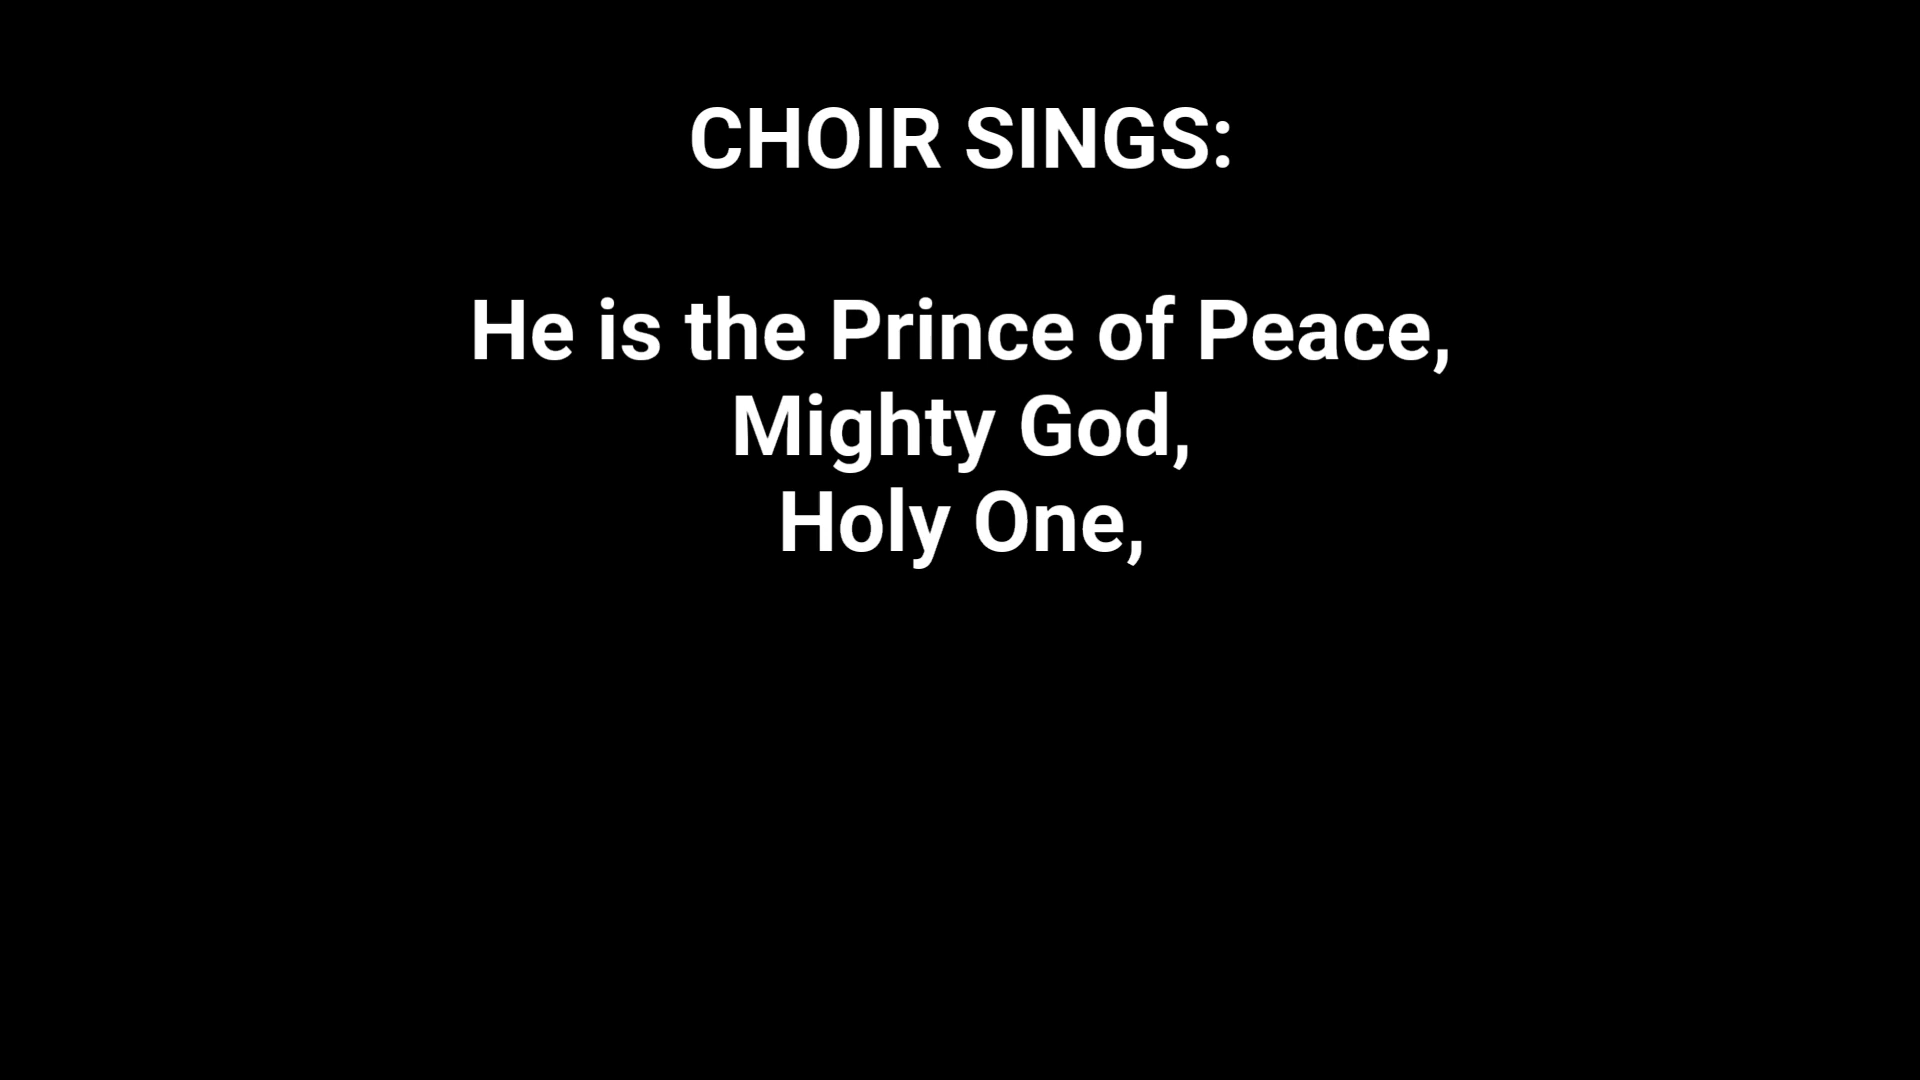 CHOIR SINGS:
He is the Prince of Peace,
Mighty God,
Holy One,